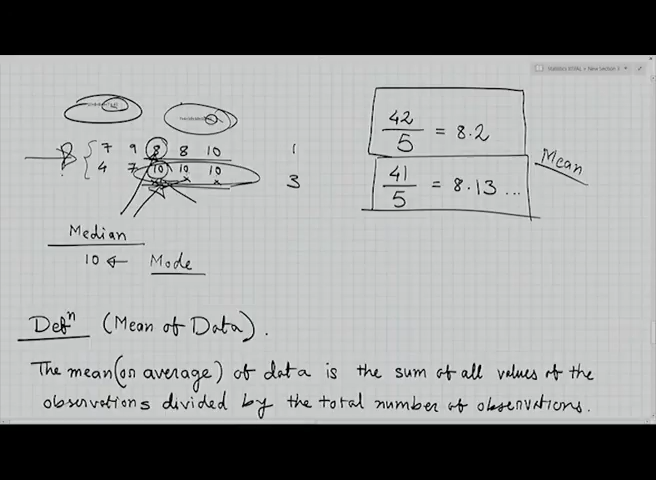 7 9 8 8 10 1
4 7 10 10 10 3
42/5 = 8.2
41/5 = 8.13 ...
Mean
Median
10 ← Mode
Defⁿ (Mean of Data).
The mean (or average) of data is the sum of all values of the
observations divided by the total number of observations.